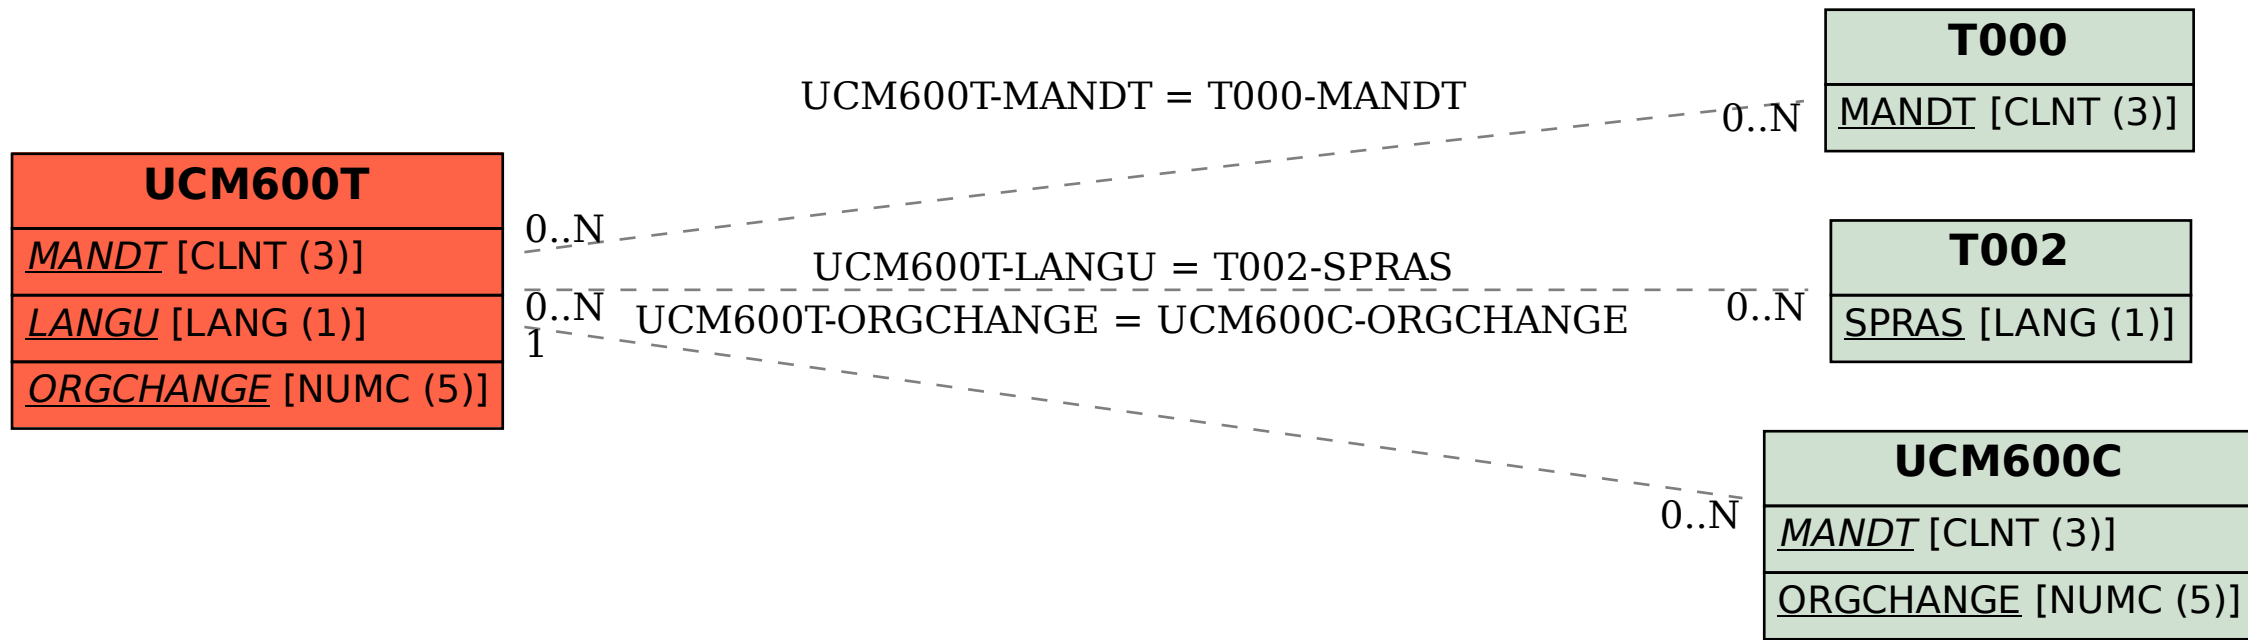 UCM600T
MANDT [CLNT (3)]
LANGU [LANG (1)]
ORGCHANGE [NUMC (5)]
UCM600T-MANDT = T000-MANDT
0..N
0..N
UCM600T-LANGU = T002-SPRAS
0..N
0..N
UCM600T-ORGCHANGE = UCM600C-ORGCHANGE
1
0..N
T000
MANDT [CLNT (3)]
T002
SPRAS [LANG (1)]
UCM600C
MANDT [CLNT (3)]
ORGCHANGE [NUMC (5)]